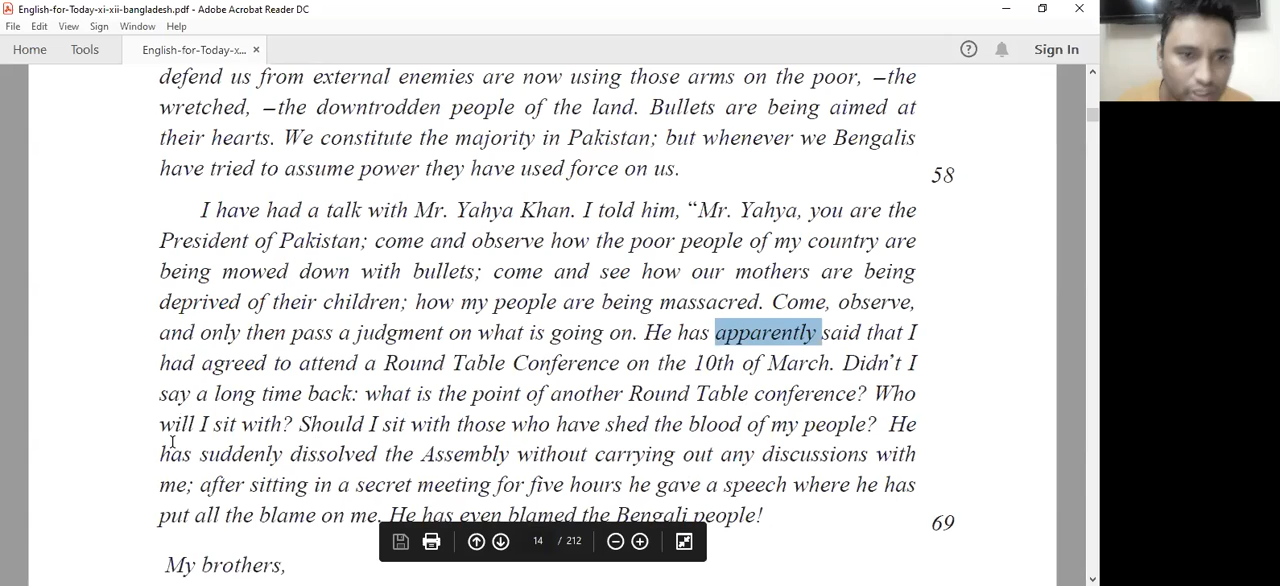 English-for-Today-xi-xii-bangladesh.pdf - Adobe Acrobat Reader DC
File Edit View Sign Window Help
Home Tools English-for-Today-x... × Sign In
defend us from external enemies are now using those arms on the poor, –the
wretched, –the downtrodden people of the land. Bullets are being aimed at
their hearts. We constitute the majority in Pakistan; but whenever we Bengalis
have tried to assume power they have used force on us.
58
I have had a talk with Mr. Yahya Khan. I told him, “Mr. Yahya, you are the
President of Pakistan; come and observe how the poor people of my country are
being mowed down with bullets; come and see how our mothers are being
deprived of their children; how my people are being massacred. Come, observe,
and only then pass a judgment on what is going on. He has apparently said that I
had agreed to attend a Round Table Conference on the 10th of March. Didn’t I
say a long time back: what is the point of another Round Table conference? Who
will I sit with? Should I sit with those who have shed the blood of my people? He
has suddenly dissolved the Assembly without carrying out any discussions with
me; after sitting in a secret meeting for five hours he gave a speech where he has
put all the blame on me. He has even blamed the Bengali people!
69
14 / 212
My brothers,